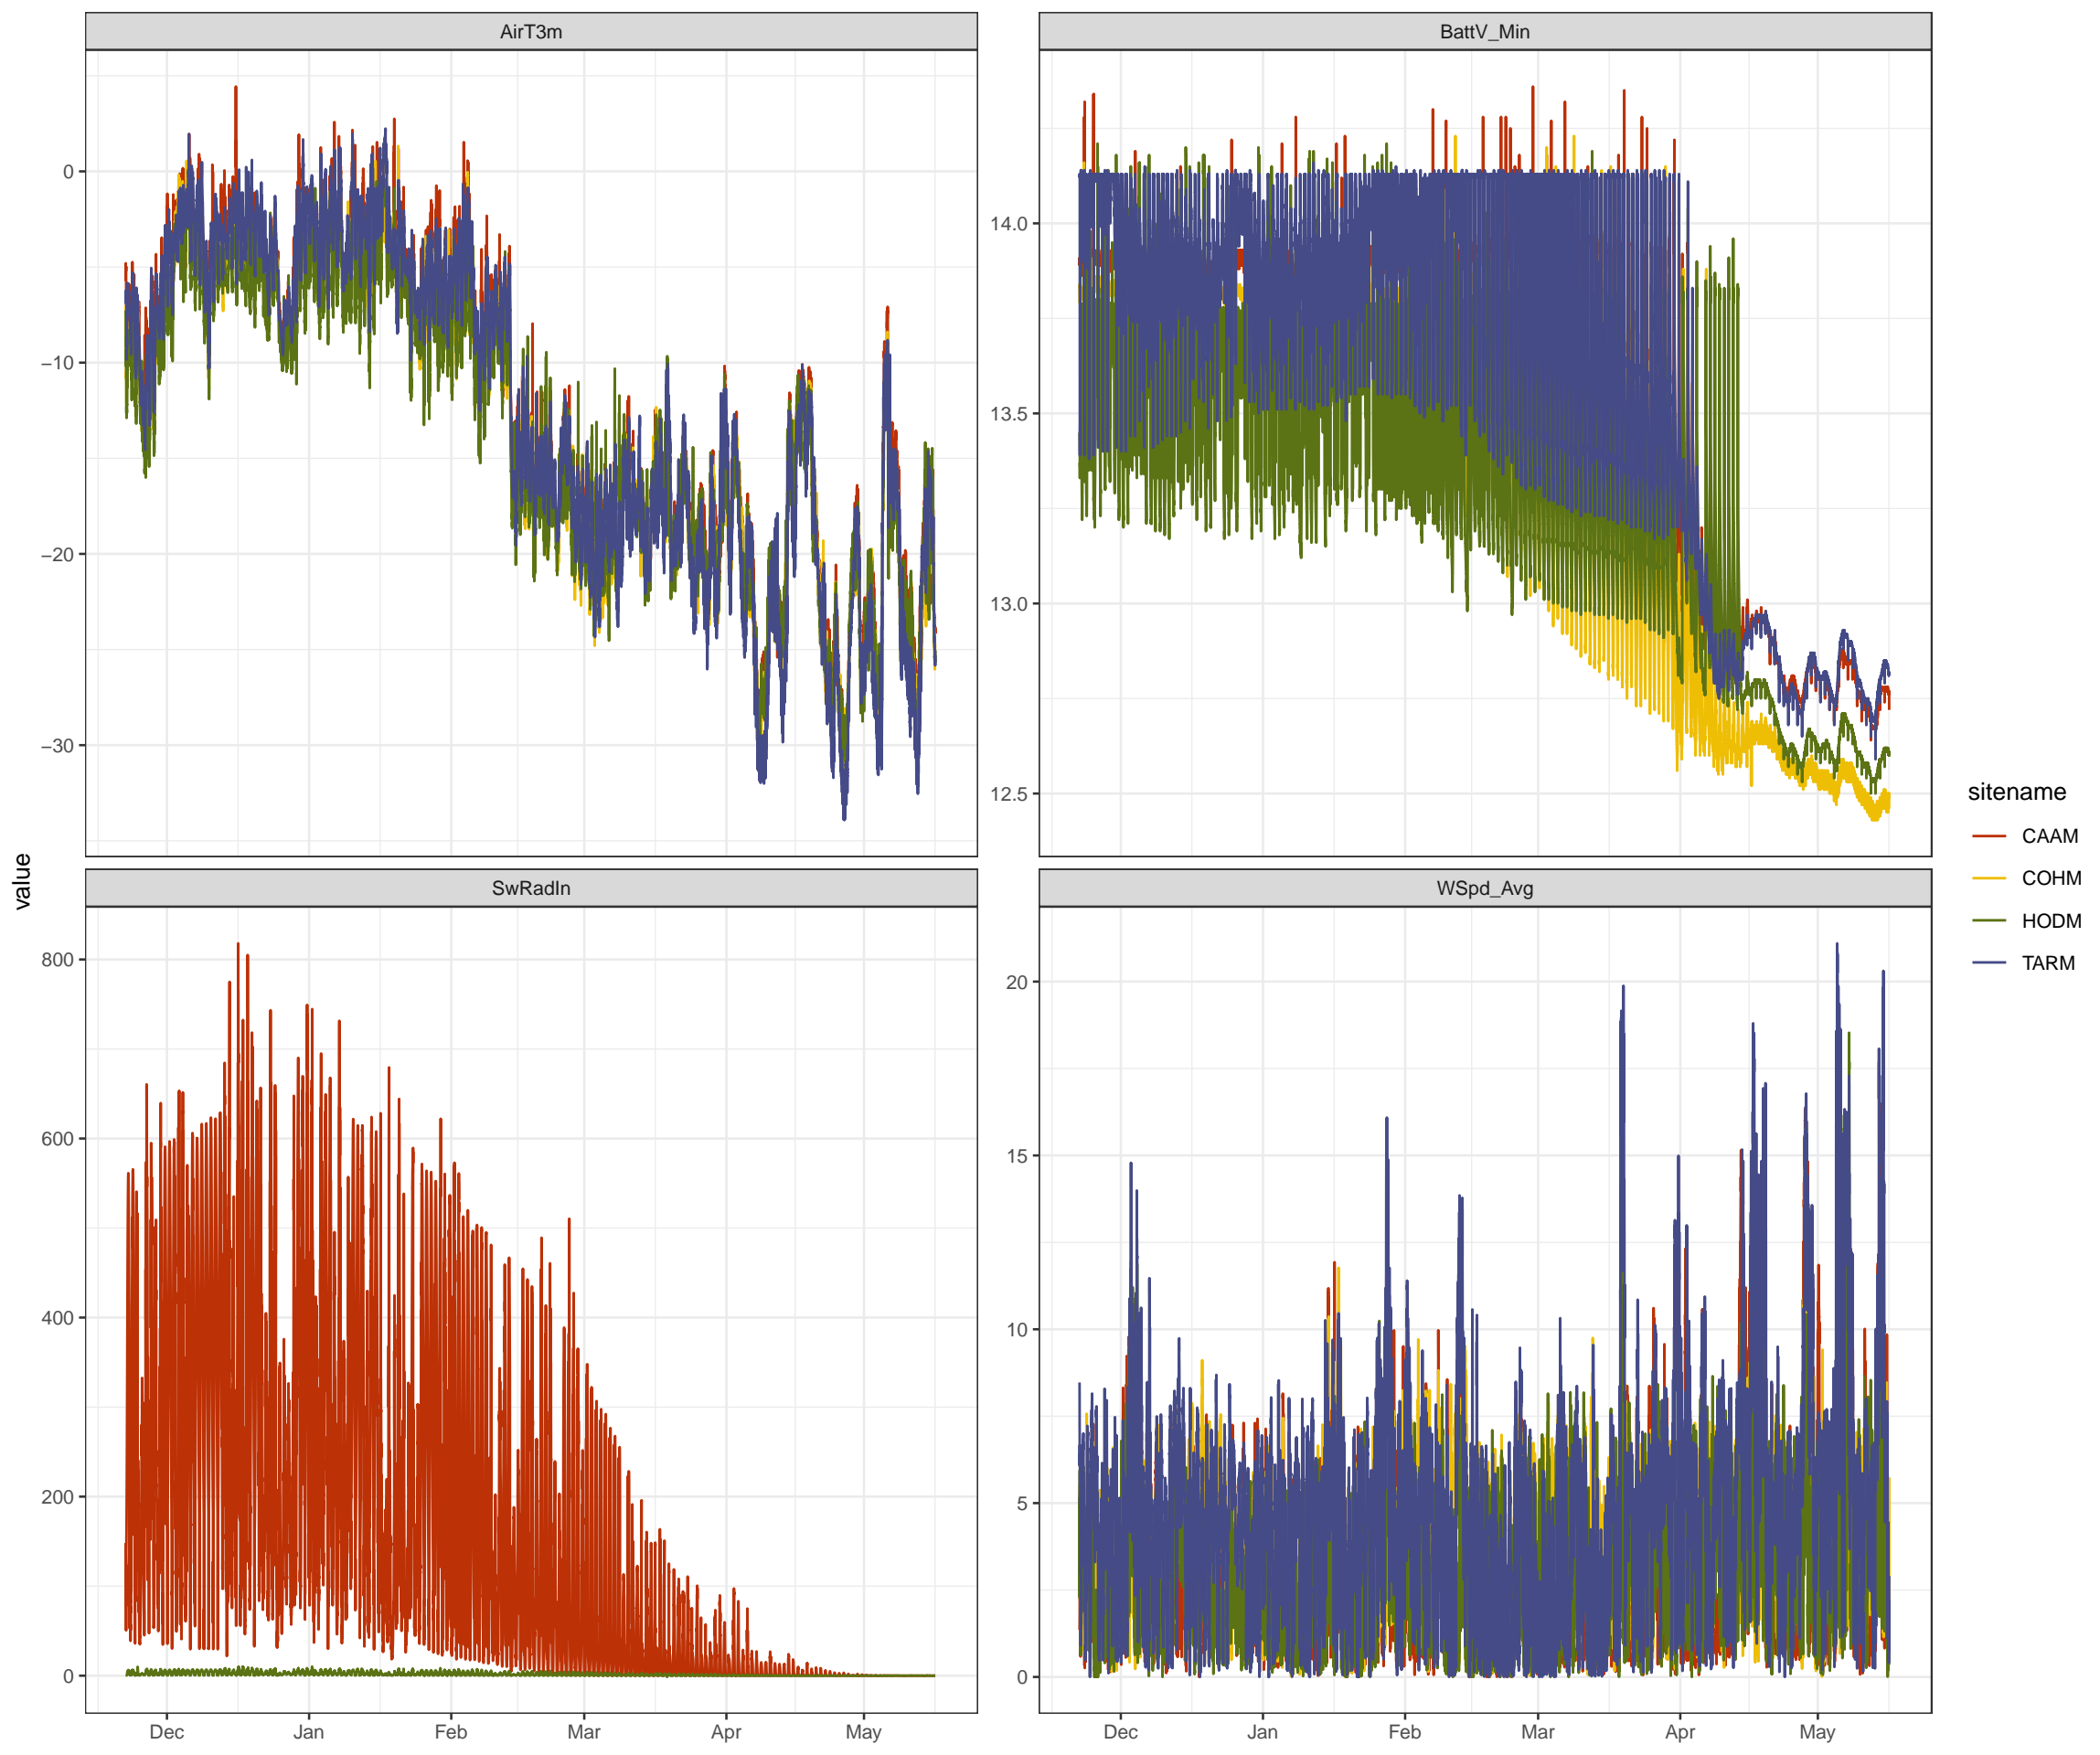 AirT3m
BattV_Min
0
−10
−20
−30
14.0
13.5
13.0
12.5
SwRadIn
WSpd_Avg
800
600
400
200
0
20
15
10
5
0
Dec Jan Feb Mar Apr May
Dec Jan Feb Mar Apr May
value
sitename
CAAM
COHM
HODM
TARM